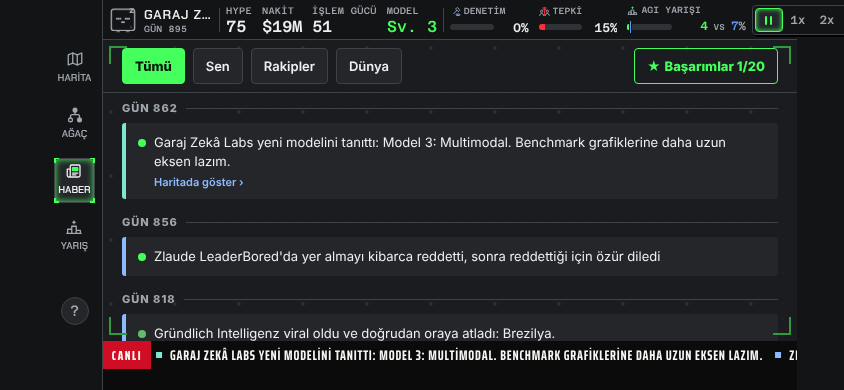 GARAJ Z...
GÜN 895
HYPE
75
NAKİT
$19M
İŞLEM GÜCÜ
51
MODEL
Sv. 3
DENETİM
0%
TEPKİ
15%
AGI YARIŞI
4 vs 7%
1x
2x
HARİTA
AĞAÇ
HABER
YARIŞ
?
Tümü
Sen
Rakipler
Dünya
★ Başarımlar 1/20
GÜN 862
Garaj Zekâ Labs yeni modelini tanıttı: Model 3: Multimodal. Benchmark grafiklerine daha uzun
eksen lazım.
Haritada göster ›
GÜN 856
Zlaude LeaderBored'da yer almayı kibarca reddetti, sonra reddettiği için özür diledi
GÜN 818
Gründlich Intelligenz viral oldu ve doğrudan oraya atladı: Brezilya.
CANLI
GARAJ ZEKÂ LABS YENİ MODELİNİ TANITTI: MODEL 3: MULTİMODAL. BENCHMARK GRAFİKLERİNE DAHA UZUN EKSEN LAZIM.